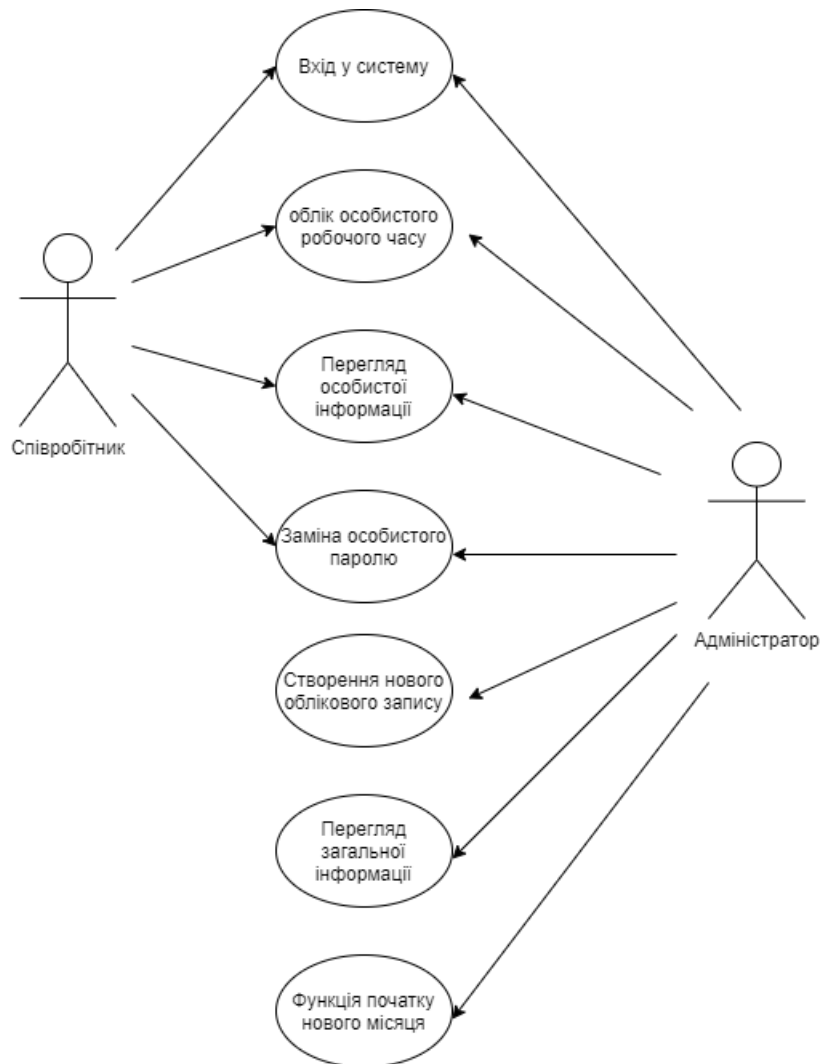 Вхід у систему
облік особистого
робочого часу
Перегляд
особистої
інформації
Співробітник
Заміна особистого
паролю
Адміністратор
Створення нового
облікового запису
Перегляд
загальної
інформації
Функція початку
нового місяця